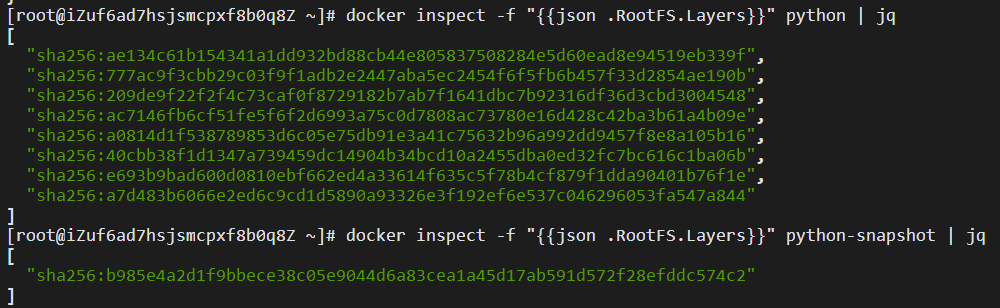 [root@iZuf6ad7hsjsmcpxf8b0q8Z ~]# docker inspect -f "{{json .RootFS.Layers}}" python | jq
[
  "sha256:ae134c61b154341a1dd932bd88cb44e805837508284e5d60ead8e94519eb339f",
  "sha256:777ac9f3cbb29c03f9f1adb2e2447aba5ec2454f6f5fb6b457f33d2854ae190b",
  "sha256:209de9f22f2f4c73caf0f8729182b7ab7f1641dbc7b92316df36d3cbd3004548",
  "sha256:ac7146fb6cf51fe5f6f2d6993a75c0d7808ac73780e16d428c42ba3b61a4b09e",
  "sha256:a0814d1f538789853d6c05e75db91e3a41c75632b96a992dd9457f8e8a105b16",
  "sha256:40cbb38f1d1347a739459dc14904b34bcd10a2455dba0ed32fc7bc616c1ba06b",
  "sha256:e693b9bad600d0810ebf662ed4a33614f635c5f78b4cf879f1dda90401b76f1e",
  "sha256:a7d483b6066e2ed6c9cd1d5890a93326e3f192ef6e537c046296053fa547a844"
]
[root@iZuf6ad7hsjsmcpxf8b0q8Z ~]# docker inspect -f "{{json .RootFS.Layers}}" python-snapshot | jq
[
  "sha256:b985e4a2d1f9bbece38c05e9044d6a83cea1a45d17ab591d572f28efddc574c2"
]